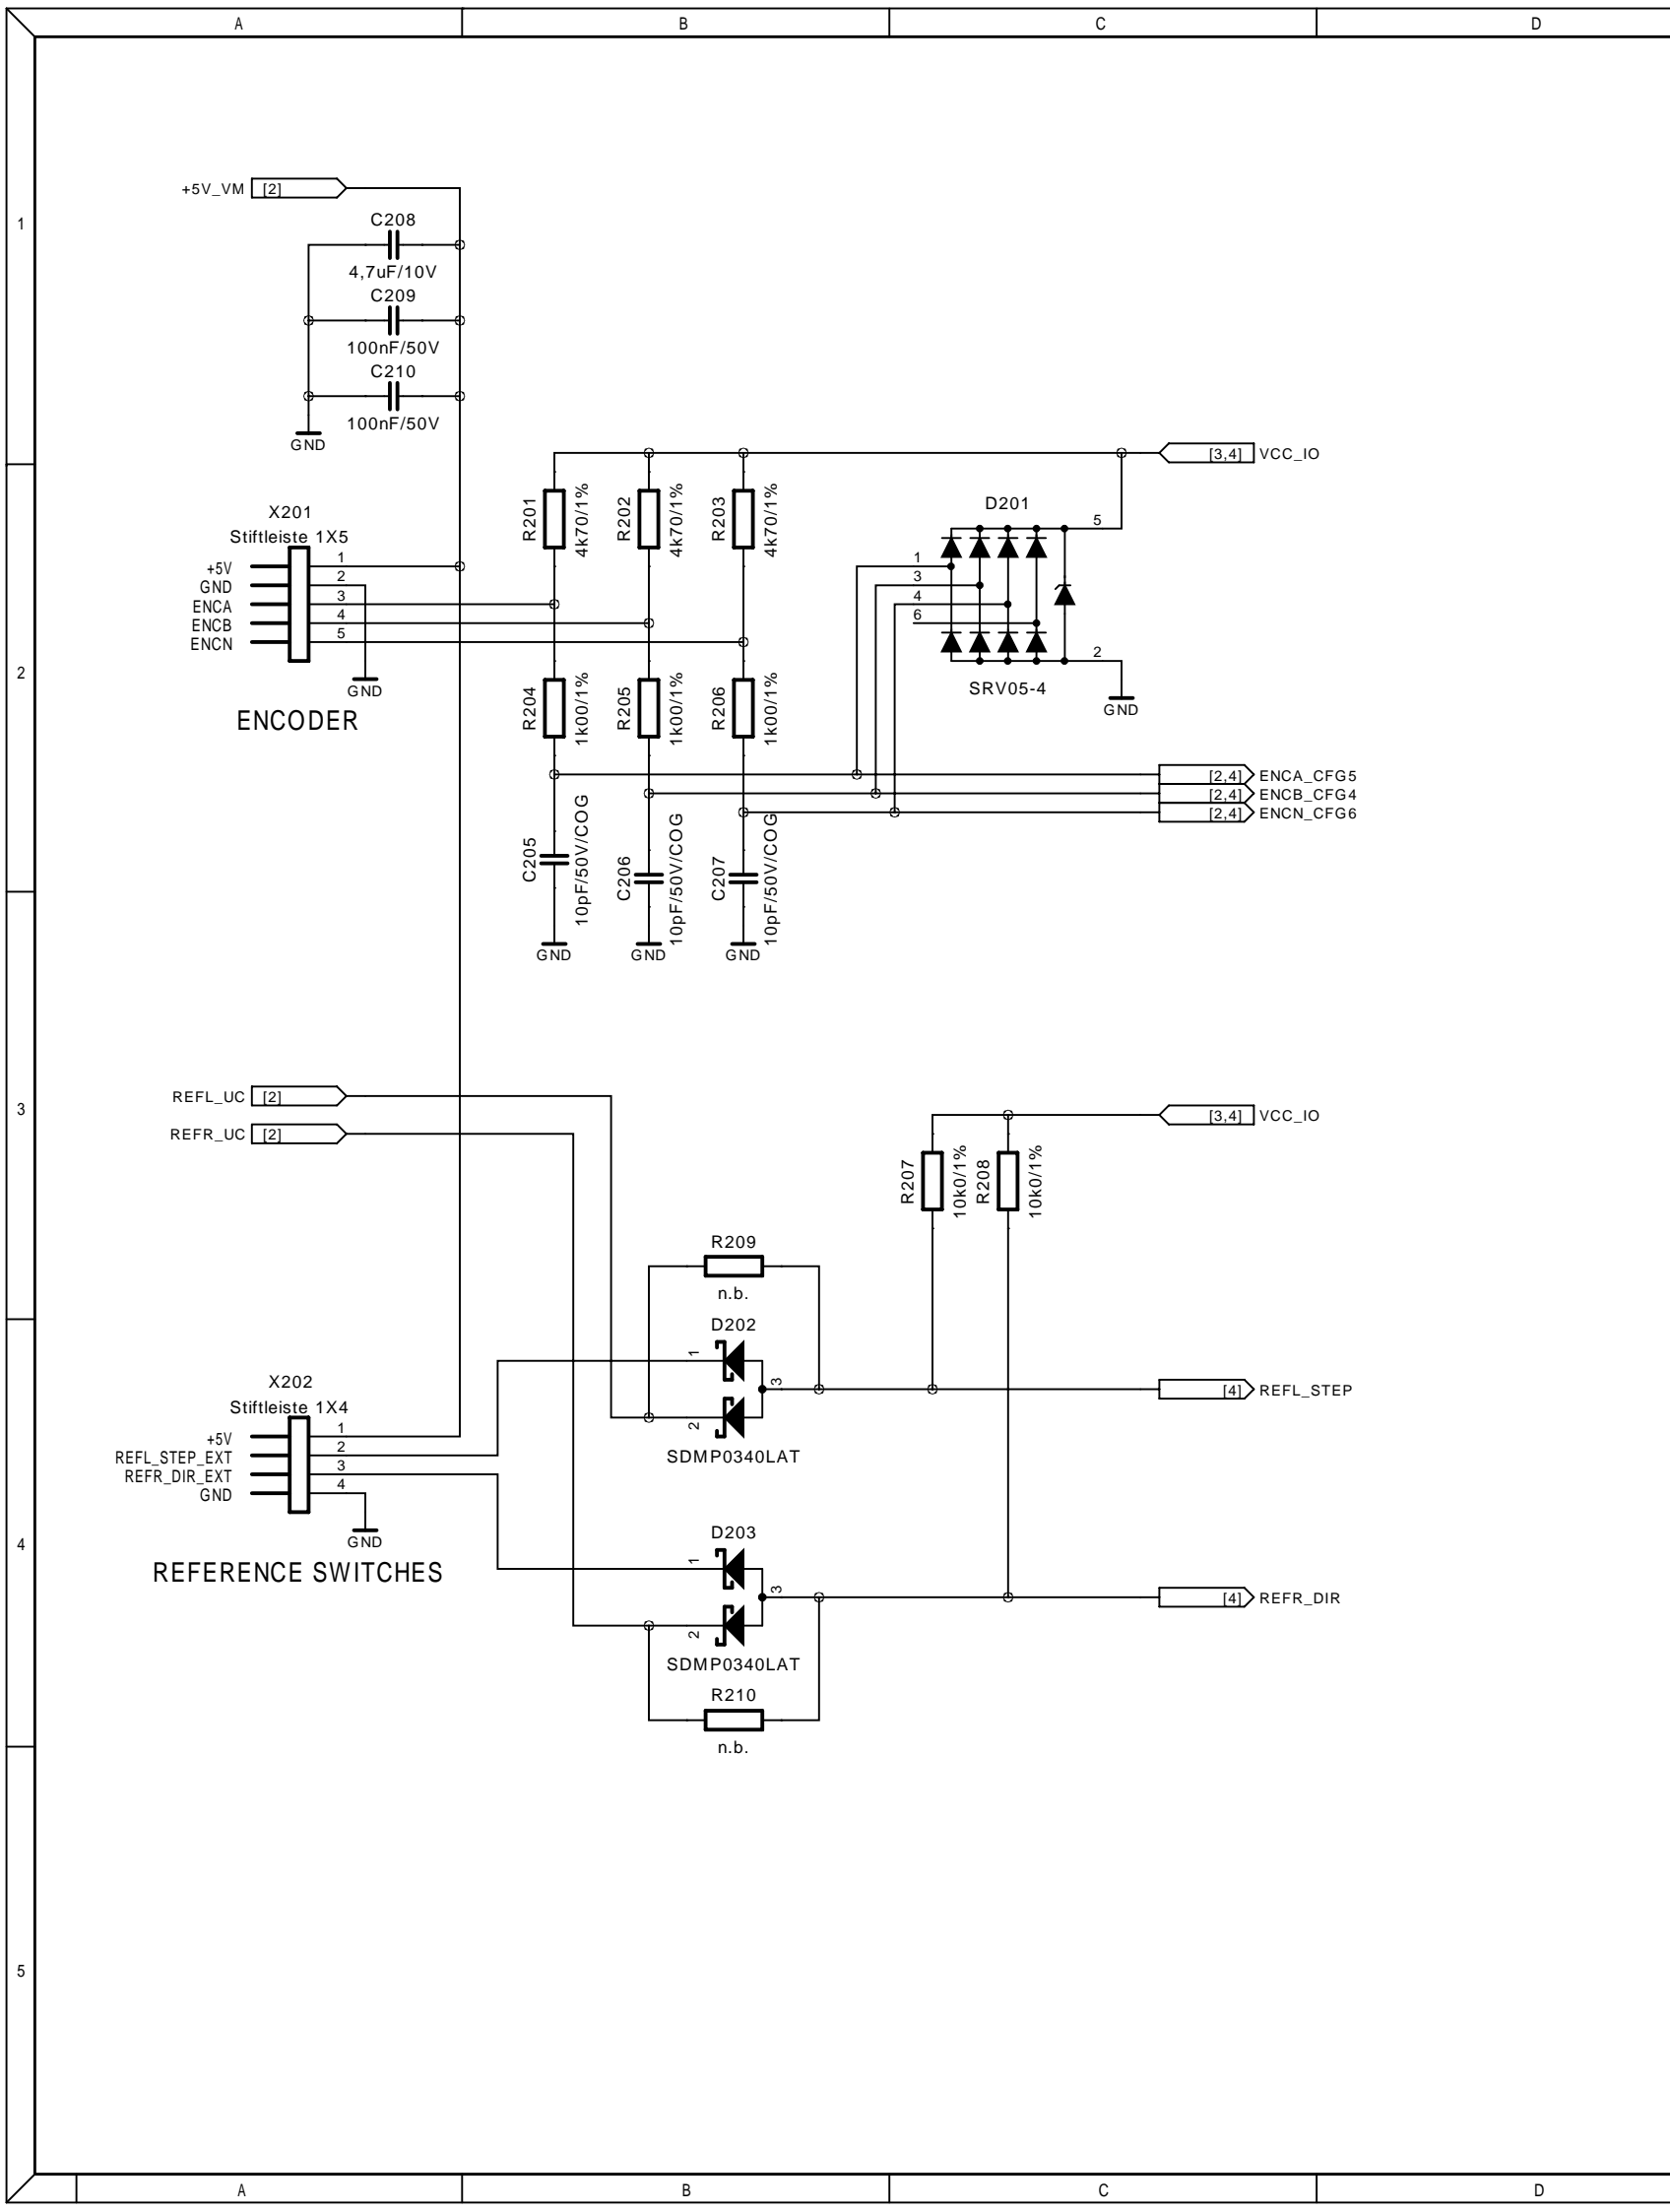 A B C D
1
+5V_VM [2]
C208
4,7uF/10V
C209
100nF/50V
C210
100nF/50V
GND
[3,4] VCC_IO
R201 4k70/1% R202 4k70/1% R203 4k70/1%
D201
5
1
3
4
6
2
SRV05-4
GND
X201
Stiftleiste 1X5
+5V 1
GND 2
ENCA 3
ENCB 4
ENCN 5
GND
2
ENCODER
R204 1k00/1% R205 1k00/1% R206 1k00/1%
[2,4] ENCA_CFG5
[2,4] ENCB_CFG4
[2,4] ENCN_CFG6
C205 10pF/50V/COG C206 10pF/50V/COG C207 10pF/50V/COG
GND GND GND
3
REFL_UC [2]
REFR_UC [2]
[3,4] VCC_IO
R207 10k0/1% R208 10k0/1%
R209
n.b.
D202
1
3
2
SDMP0340LAT
[4] REFL_STEP
X202
Stiftleiste 1X4
+5V 1
REFL_STEP_EXT 2
REFR_DIR_EXT 3
GND 4
GND
4
REFERENCE SWITCHES
D203
1
3
2
SDMP0340LAT
[4] REFR_DIR
R210
n.b.
5
A B C D